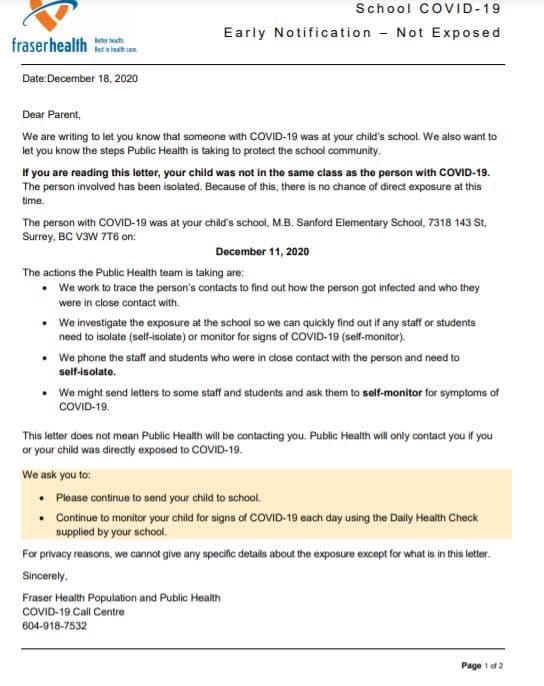 School COVID-19
Early Notification – Not Exposed
fraserhealth
Better health.
Best in health care.
Date:December 18, 2020
Dear Parent,
We are writing to let you know that someone with COVID-19 was at your child's school. We also want to
let you know the steps Public Health is taking to protect the school community.
If you are reading this letter, your child was not in the same class as the person with COVID-19.
The person involved has been isolated. Because of this, there is no chance of direct exposure at this
time.
The person with COVID-19 was at your child's school, M.B. Sanford Elementary School, 7318 143 St,
Surrey, BC V3W 7T6 on:
December 11, 2020
The actions the Public Health team is taking are:
• We work to trace the person's contacts to find out how the person got infected and who they
were in close contact with.
• We investigate the exposure at the school so we can quickly find out if any staff or students
need to isolate (self-isolate) or monitor for signs of COVID-19 (self-monitor).
• We phone the staff and students who were in close contact with the person and need to
self-isolate.
• We might send letters to some staff and students and ask them to self-monitor for symptoms of
COVID-19.
This letter does not mean Public Health will be contacting you. Public Health will only contact you if you
or your child was directly exposed to COVID-19.
We ask you to:
• Please continue to send your child to school.
• Continue to monitor your child for signs of COVID-19 each day using the Daily Health Check
supplied by your school.
For privacy reasons, we cannot give any specific details about the exposure except for what is in this letter.
Sincerely,
Fraser Health Population and Public Health
COVID-19 Call Centre
604-918-7532
Page 1 of 2